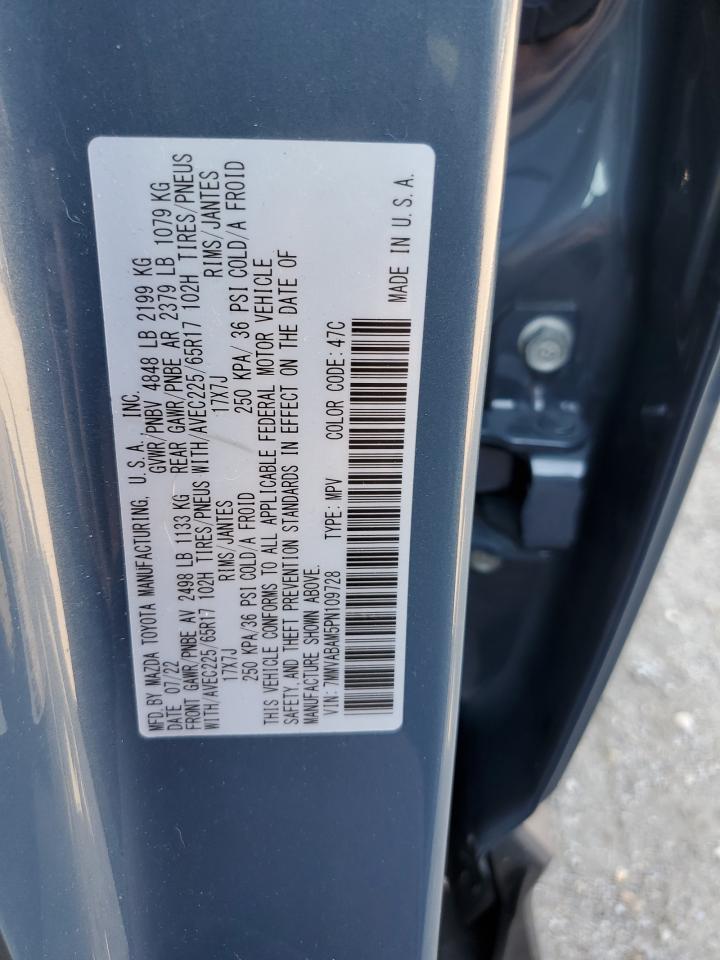 MFD. BY MAZDA TOYOTA MANUFACTURING, U. S. A., INC.
DATE 07/22 GVWR/PNBV 4848 LB 2199 KG
FRONT GAWR/PNBE AV 2498 LB 1133 KG REAR GAWR/PNBE AR 2379 LB 1079 KG
WITH/AVEC225/65R17 102H TIRES/PNEUS WITH/AVEC225/65R17 102H TIRES/PNEUS
17X7J RIMS/JANTES 17X7J RIMS/JANTES
250 KPA/36 PSI COLD/A FROID 250 KPA/ 36 PSI COLD/A FROID
THIS VEHICLE CONFORMS TO ALL APPLICABLE FEDERAL MOTOR VEHICLE
SAFETY, AND THEFT PREVENTION STANDARDS IN EFFECT ON THE DATE OF
MANUFACTURE SHOWN ABOVE.
VIN: 7MMVABAM5PN109728 TYPE: MPV COLOR CODE: 47C
MADE IN U. S. A.